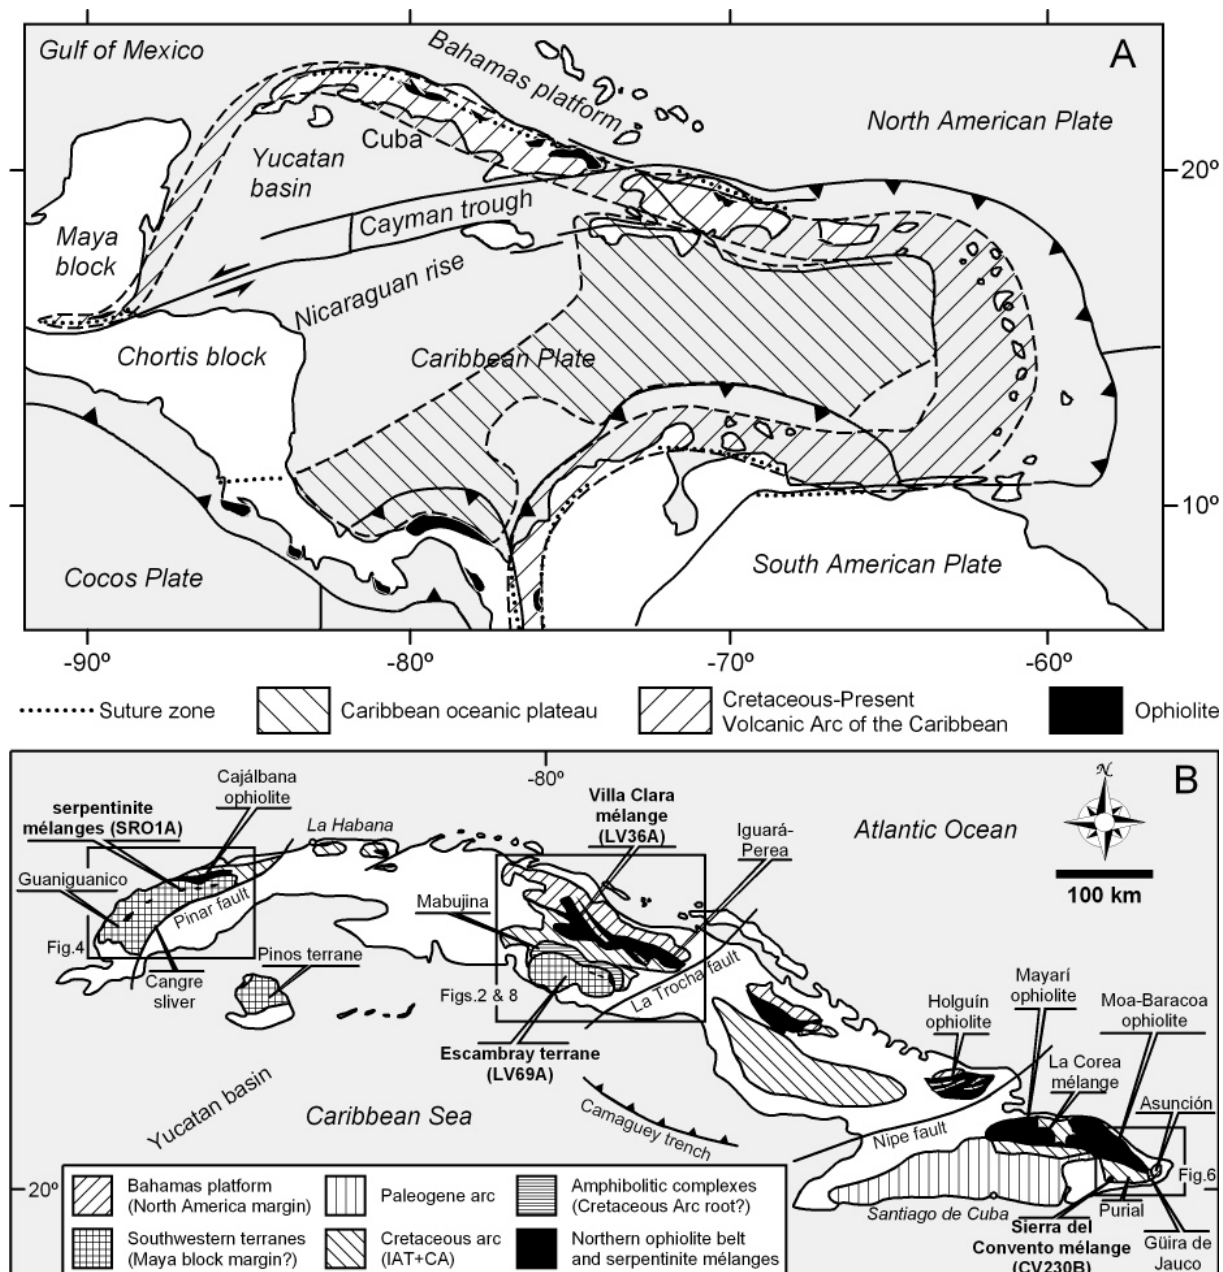 A
Gulf of Mexico
Bahamas platform
North American Plate
Cuba
20º
Yucatan
basin
Cayman trough
Maya
block
Nicaraguan rise
Chortis block
Caribbean Plate
10º
Cocos Plate
South American Plate
-90º
-80º
-70º
-60º
Suture zone
Caribbean oceanic plateau
Cretaceous-Present
Volcanic Arc of the Caribbean
Ophiolite
B
-80º
N
Cajálbana
ophiolite
serpentinite
mélanges (SRO1A)
La Habana
Villa Clara
mélange
(LV36A)
Iguará-
Perea
Atlantic Ocean
100 km
Guaniguanico
Pinar fault
Mabujina
Fig.4
Cangre
sliver
Pinos terrane
Figs.2 & 8
La Trocha fault
Escambray terrane
(LV69A)
Holguín
ophiolite
Mayarí
ophiolite
Moa-Baracoa
ophiolite
La Corea
mélange
Asunción
Yucatan basin
Caribbean Sea
Camaguey trench
Nipe fault
Fig.6
20º
Santiago de Cuba
Purial
Sierra del
Convento mélange
(CV230B)
Güira de
Jauco
Bahamas platform
(North America margin)
Paleogene arc
Amphibolitic complexes
(Cretaceous Arc root?)
Southwestern terranes
(Maya block margin?)
Cretaceous arc
(IAT+CA)
Northern ophiolite belt
and serpentinite mélanges